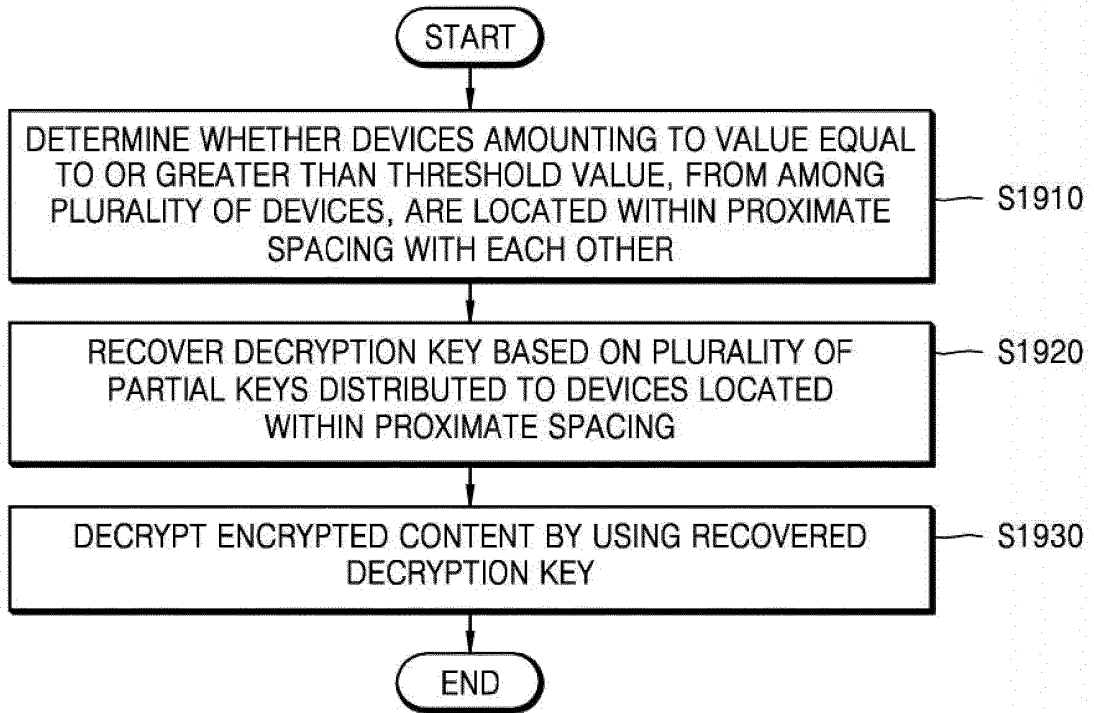 START
DETERMINE WHETHER DEVICES AMOUNTING TO VALUE EQUAL
TO OR GREATER THAN THRESHOLD VALUE, FROM AMONG
PLURALITY OF DEVICES, ARE LOCATED WITHIN PROXIMATE
SPACING WITH EACH OTHER
S1910
RECOVER DECRYPTION KEY BASED ON PLURALITY OF
PARTIAL KEYS DISTRIBUTED TO DEVICES LOCATED
WITHIN PROXIMATE SPACING
S1920
DECRYPT ENCRYPTED CONTENT BY USING RECOVERED
DECRYPTION KEY
S1930
END